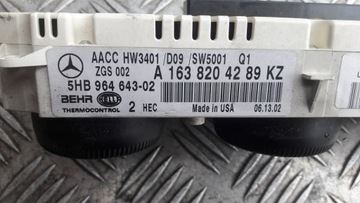 AACC HW3401 /D09 /SW5001 Q1
ZGS 002
A 163 820 42 89 KZ
5HB 964 643-02
BEHR HELLA
THERMOCONTROL
2 HEC
Made in USA
06.13.02